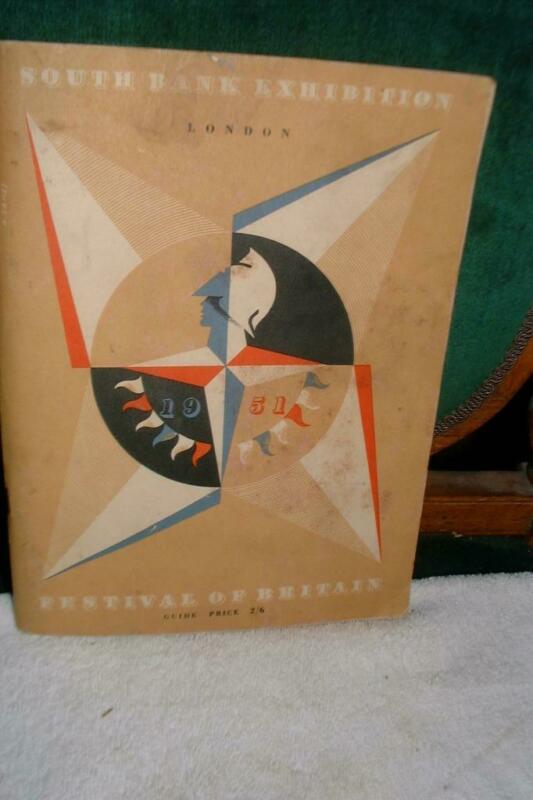 SOUTH BANK EXHIBITION
LONDON
19 51
FESTIVAL OF BRITAIN
GUIDE PRICE 2/6